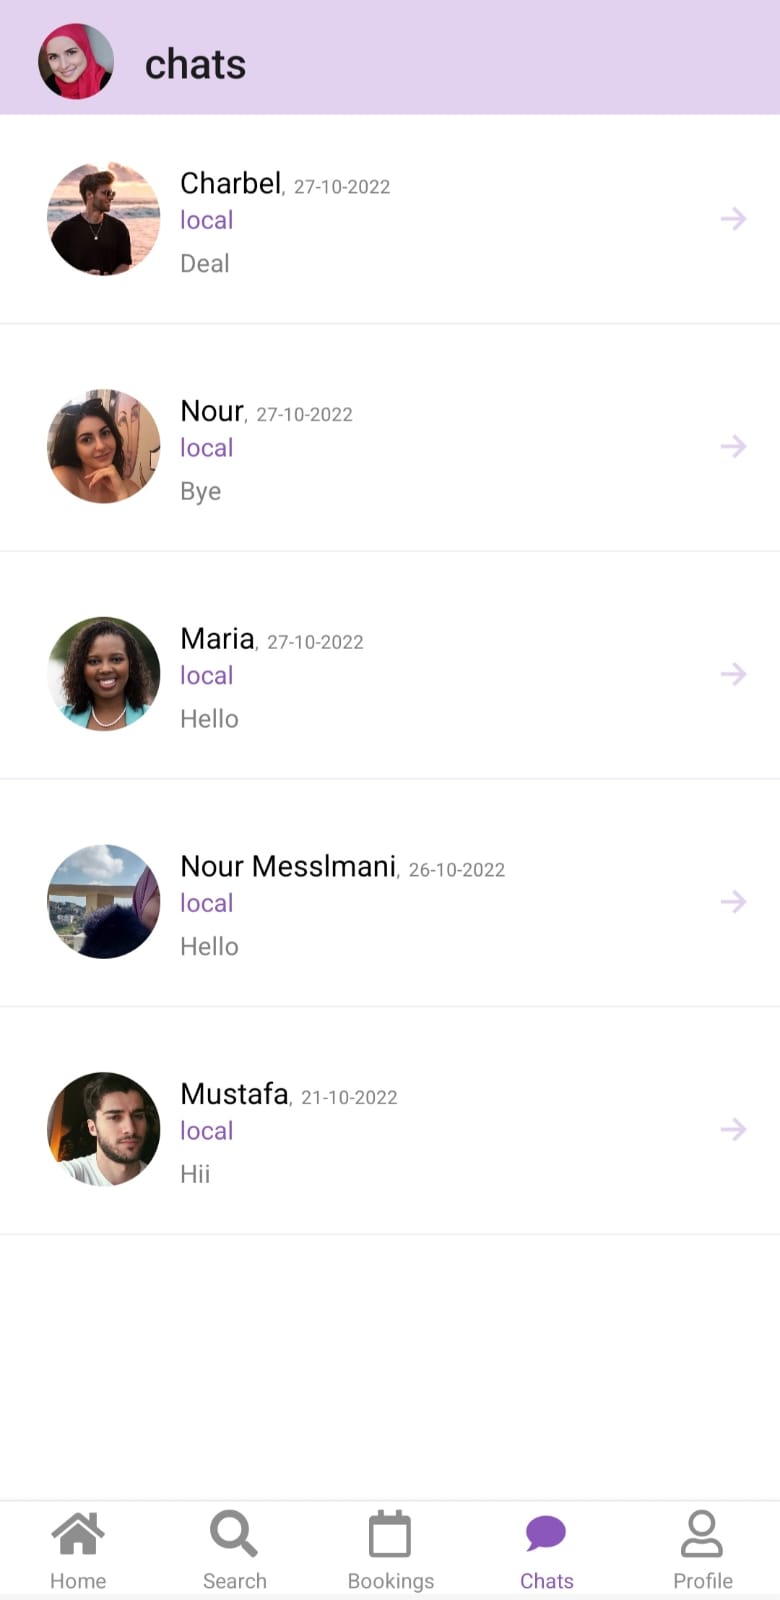 chats
Charbel, 27-10-2022
local
Deal
Nour, 27-10-2022
local
Bye
Maria, 27-10-2022
local
Hello
Nour Messlmani, 26-10-2022
local
Hello
Mustafa, 21-10-2022
local
Hii
Home Search Bookings Chats Profile